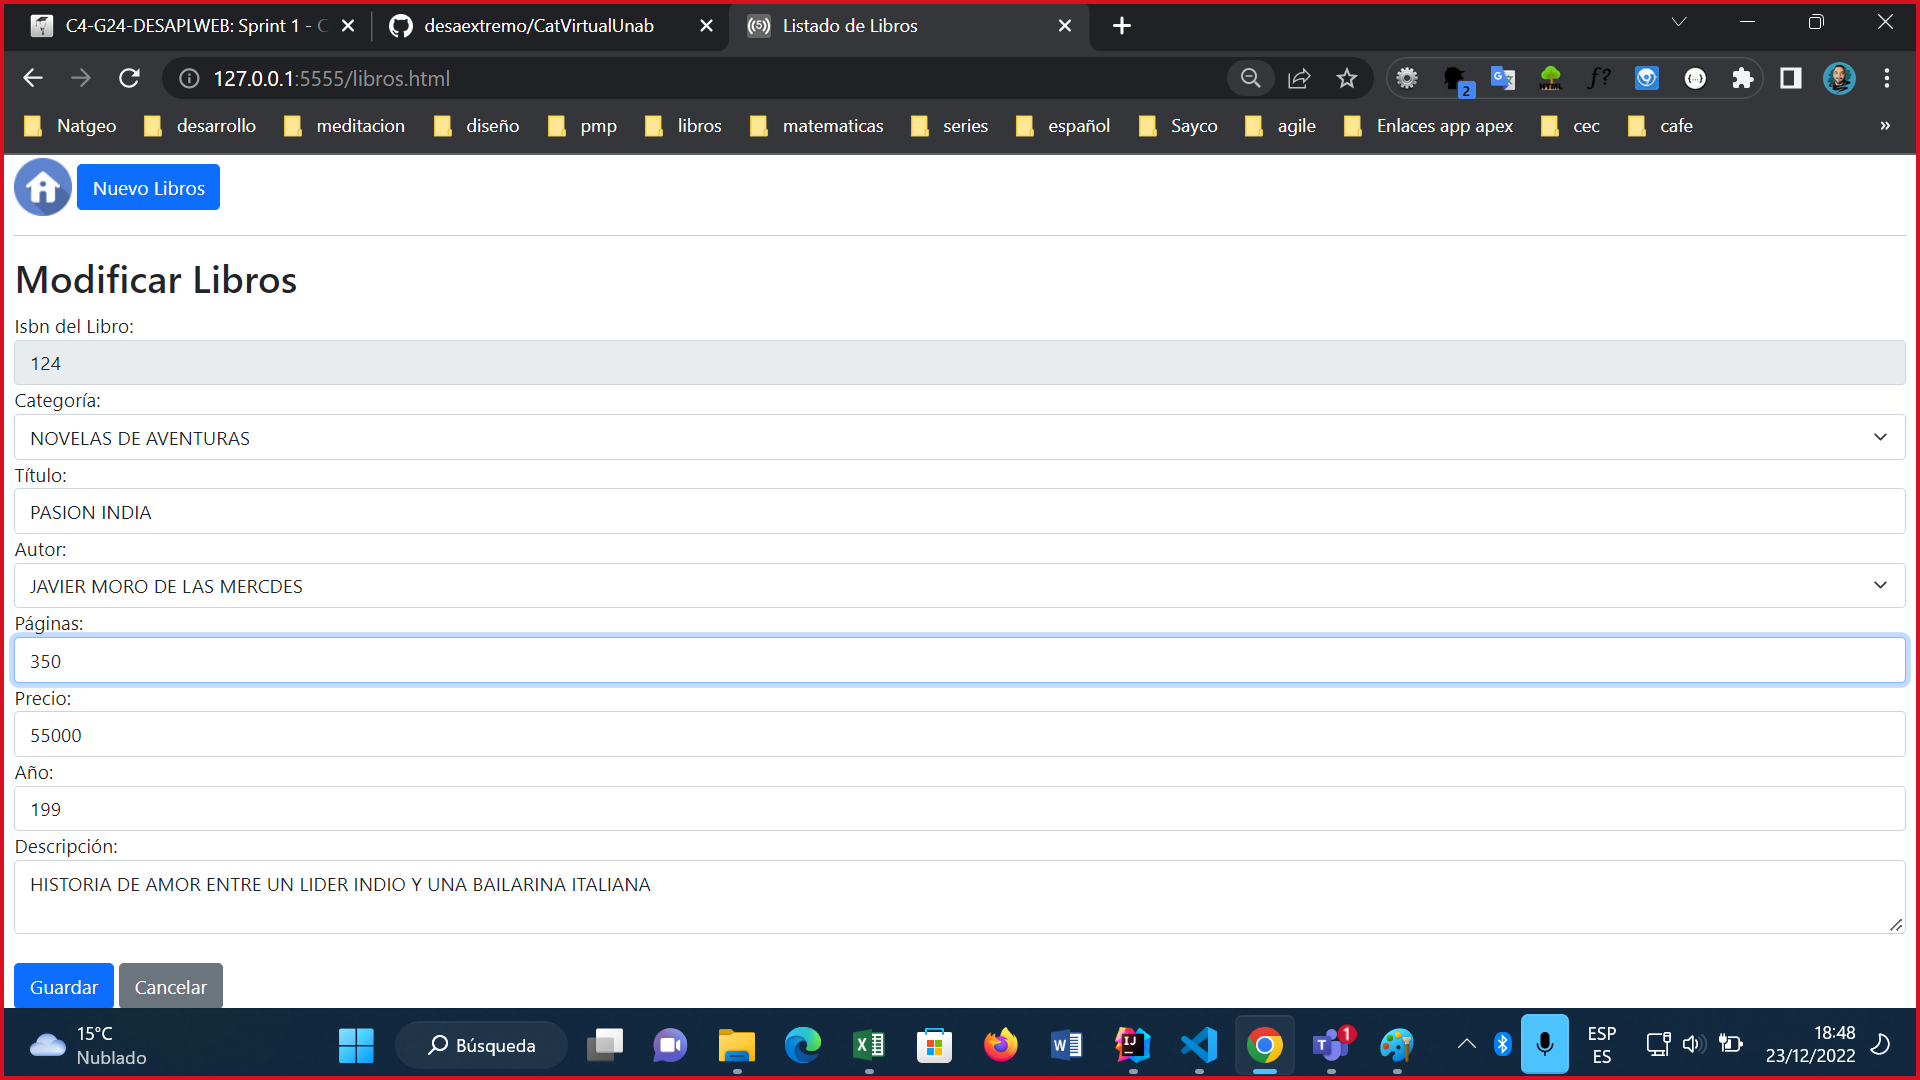 C4-G24-DESAPLWEB: Sprint 1 - C
desaextremo/CatVirtualUnab
Listado de Libros
127.0.0.1:5555/libros.html
2
Natgeo desarrollo meditacion diseño pmp libros matematicas series español Sayco agile Enlaces app apex cec cafe »
Nuevo Libros
Modificar Libros
Isbn del Libro:
124
Categoría:
NOVELAS DE AVENTURAS
Título:
PASION INDIA
Autor:
JAVIER MORO DE LAS MERCDES
Páginas:
350
Precio:
55000
Año:
199
Descripción:
HISTORIA DE AMOR ENTRE UN LIDER INDIO Y UNA BAILARINA ITALIANA
Guardar Cancelar
15°C
Nublado
Búsqueda
1
ESP
ES
18:48
23/12/2022